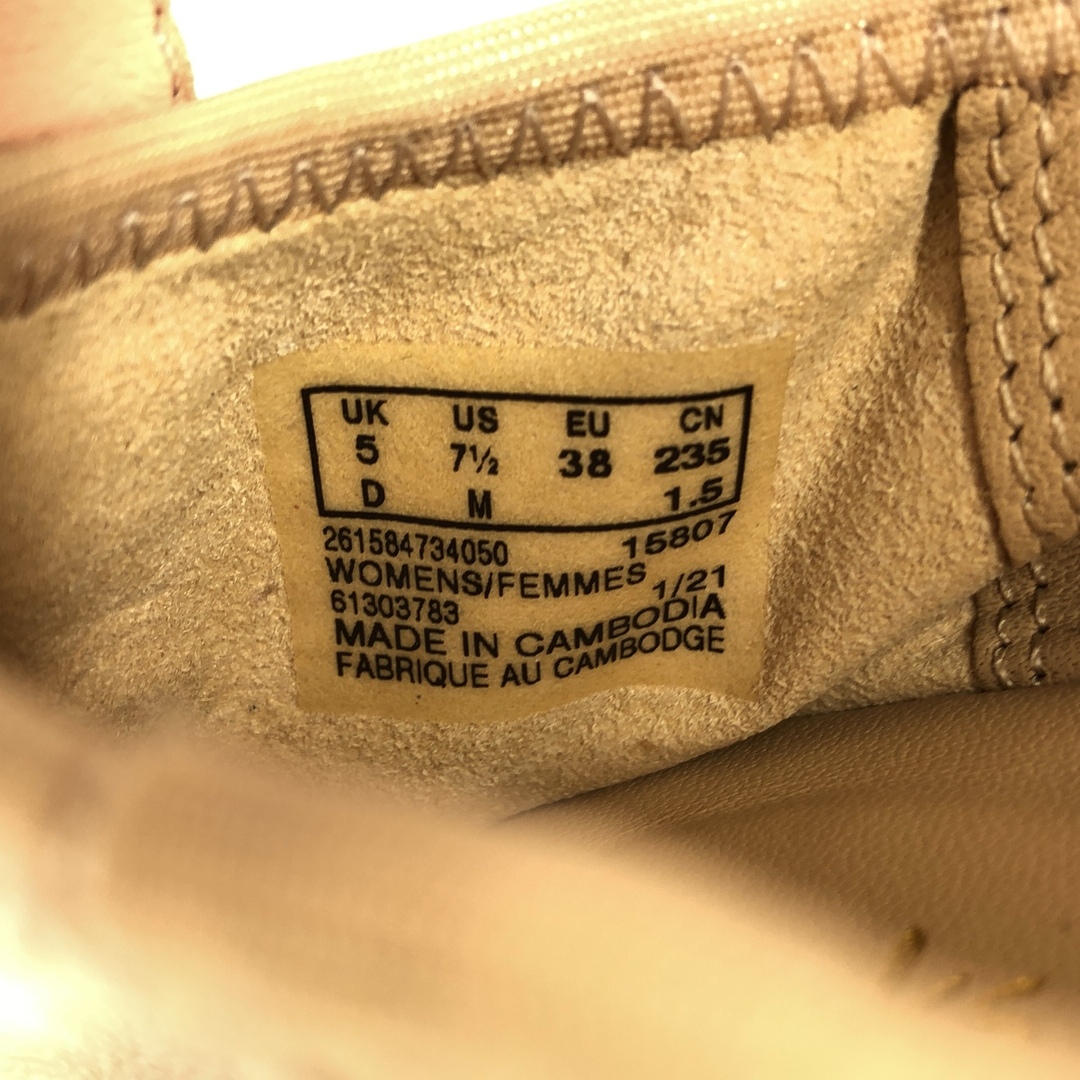 UK US EU CN
5 7½ 38 235
D M 1.5
261584734050 15807
WOMENS/FEMMES 1/21
61303783
MADE IN CAMBODIA
FABRIQUE AU CAMBODGE